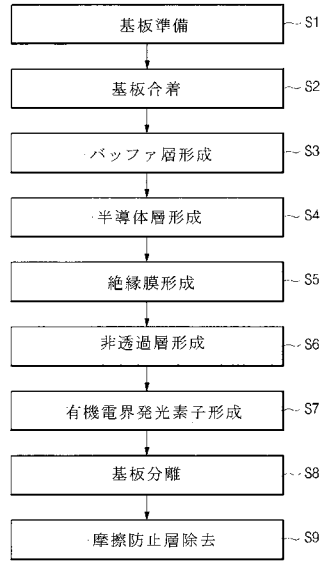 基板準備 S1
基板合着 S2
バッファ層形成 S3
半導体層形成 S4
絶縁膜形成 S5
非透過層形成 S6
有機電界発光素子形成 S7
基板分離 S8
摩擦防止層除去 S9